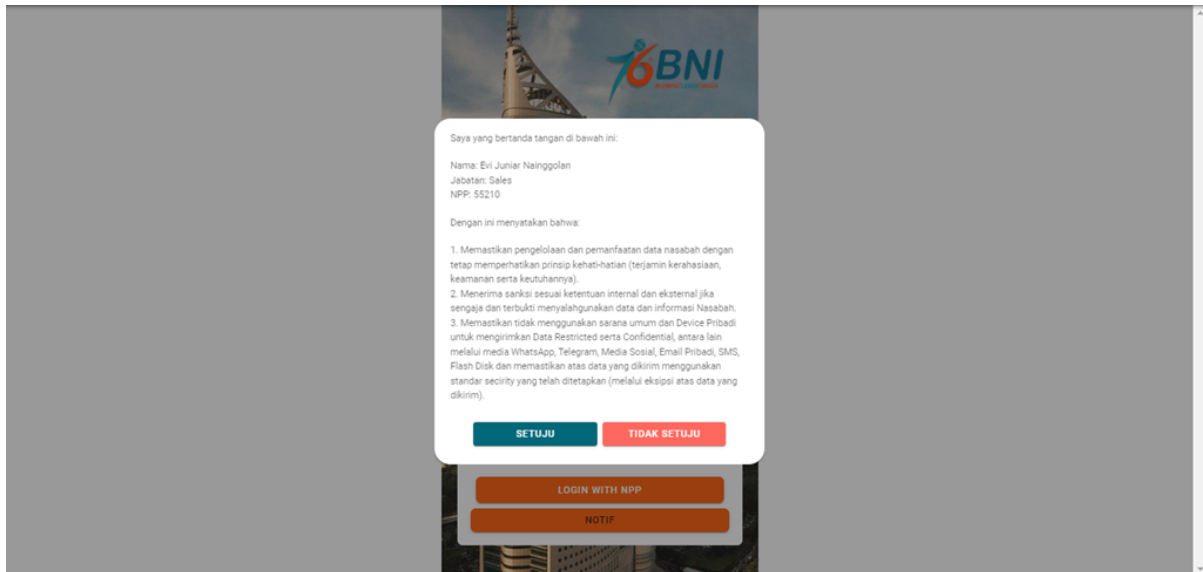 76 BNI
Saya yang bertanda tangan di bawah ini:
Nama: Evi Juniar Nainggolan
Jabatan: Sales
NPP: 55210
Dengan ini menyatakan bahwa:
1. Memastikan pengelolaan dan pemanfaatan data nasabah dengan
tetap memperhatikan prinsip kehati-hatian (terjamin kerahasiaan,
keamanan serta keutuhannya).
2. Menerima sanksi sesuai ketentuan internal dan eksternal jika
sengaja dan terbukti menyalahgunakan data dan informasi Nasabah.
3. Memastikan tidak menggunakan sarana umum dan Device Pribadi
untuk mengirimkan Data Restricted serta Confidential, antara lain
melalui media WhatsApp, Telegram, Media Sosial, Email Pribadi, SMS,
Flash Disk dan memastikan atas data yang dikirim menggunakan
standar secirity yang telah ditetapkan (melalui eksipsi atas data yang
dikirim).
SETUJU TIDAK SETUJU
LOGIN WITH NPP
NOTIF